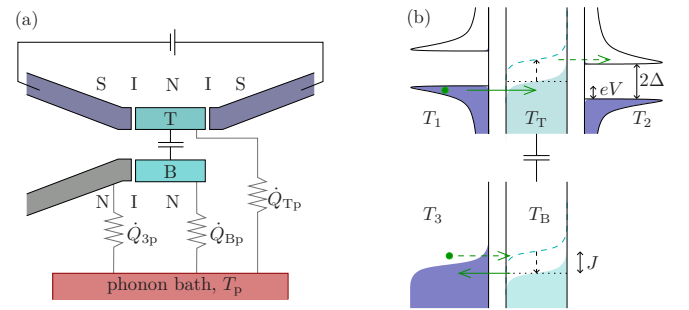 (a)
S I N I S
T
B
N I N
Q̇3p
Q̇Bp
Q̇Tp
phonon bath, Tp
(b)
eV
2Δ
T1
TT
T2
T3
TB
J